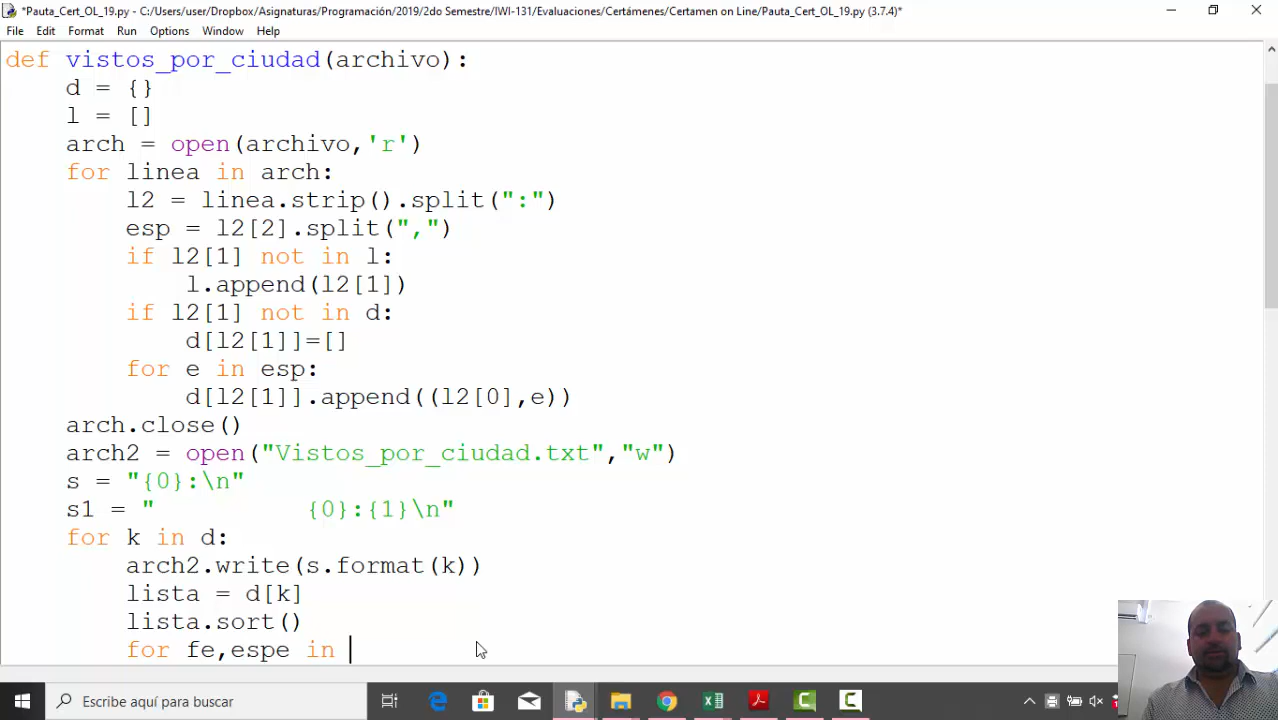 *Pauta_Cert_OL_19.py - C:/Users/user/Dropbox/Asignaturas/Programación/2019/2do Semestre/IWI-131/Evaluaciones/Certámenes/Certamen on Line/Pauta_Cert_OL_19.py (3.7.4)*
File Edit Format Run Options Window Help
def vistos_por_ciudad(archivo):
    d = {}
    l = []
    arch = open(archivo,'r')
    for linea in arch:
        l2 = linea.strip().split(":")
        esp = l2[2].split(",")
        if l2[1] not in l:
            l.append(l2[1])
        if l2[1] not in d:
            d[l2[1]]=[]
        for e in esp:
            d[l2[1]].append((l2[0],e))
    arch.close()
    arch2 = open("Vistos_por_ciudad.txt","w")
    s = "{0}:\n"
    s1 = "          {0}:{1}\n"
    for k in d:
        arch2.write(s.format(k))
        lista = d[k]
        lista.sort()
        for fe,espe in
Escribe aquí para buscar